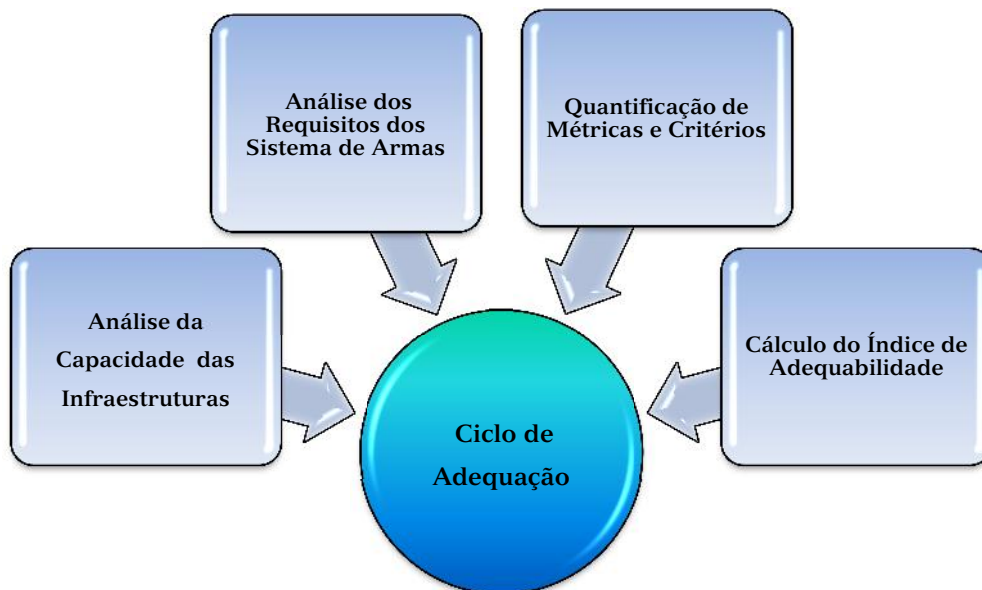 Análise dos
Requisitos dos
Sistema de Armas
Quantificação de
Métricas e Critérios
Análise da
Capacidade das
Infraestruturas
Cálculo do Índice de
Adequabilidade
Ciclo de
Adequação